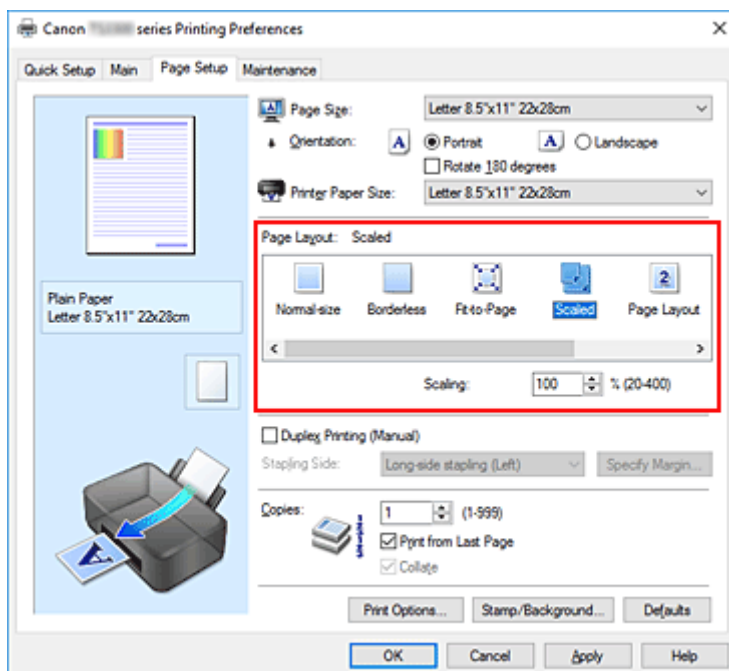 Canon series Printing Preferences
Quick Setup Main Page Setup Maintenance
Page Size: Letter 8.5"x11" 22x28cm
Orientation: A Portrait A Landscape
Rotate 180 degrees
Printer Paper Size: Letter 8.5"x11" 22x28cm
Page Layout: Scaled
Normal-size Borderless Fit-to-Page Scaled Page Layout
Scaling: 100 % (20-400)
Plain Paper
Letter 8.5"x11" 22x28cm
Duplex Printing (Manual)
Stapling Side: Long-side stapling (Left) Specify Margin...
Copies: 1 (1-999)
Print from Last Page
Collate
Print Options... Stamp/Background... Defaults
OK Cancel Apply Help